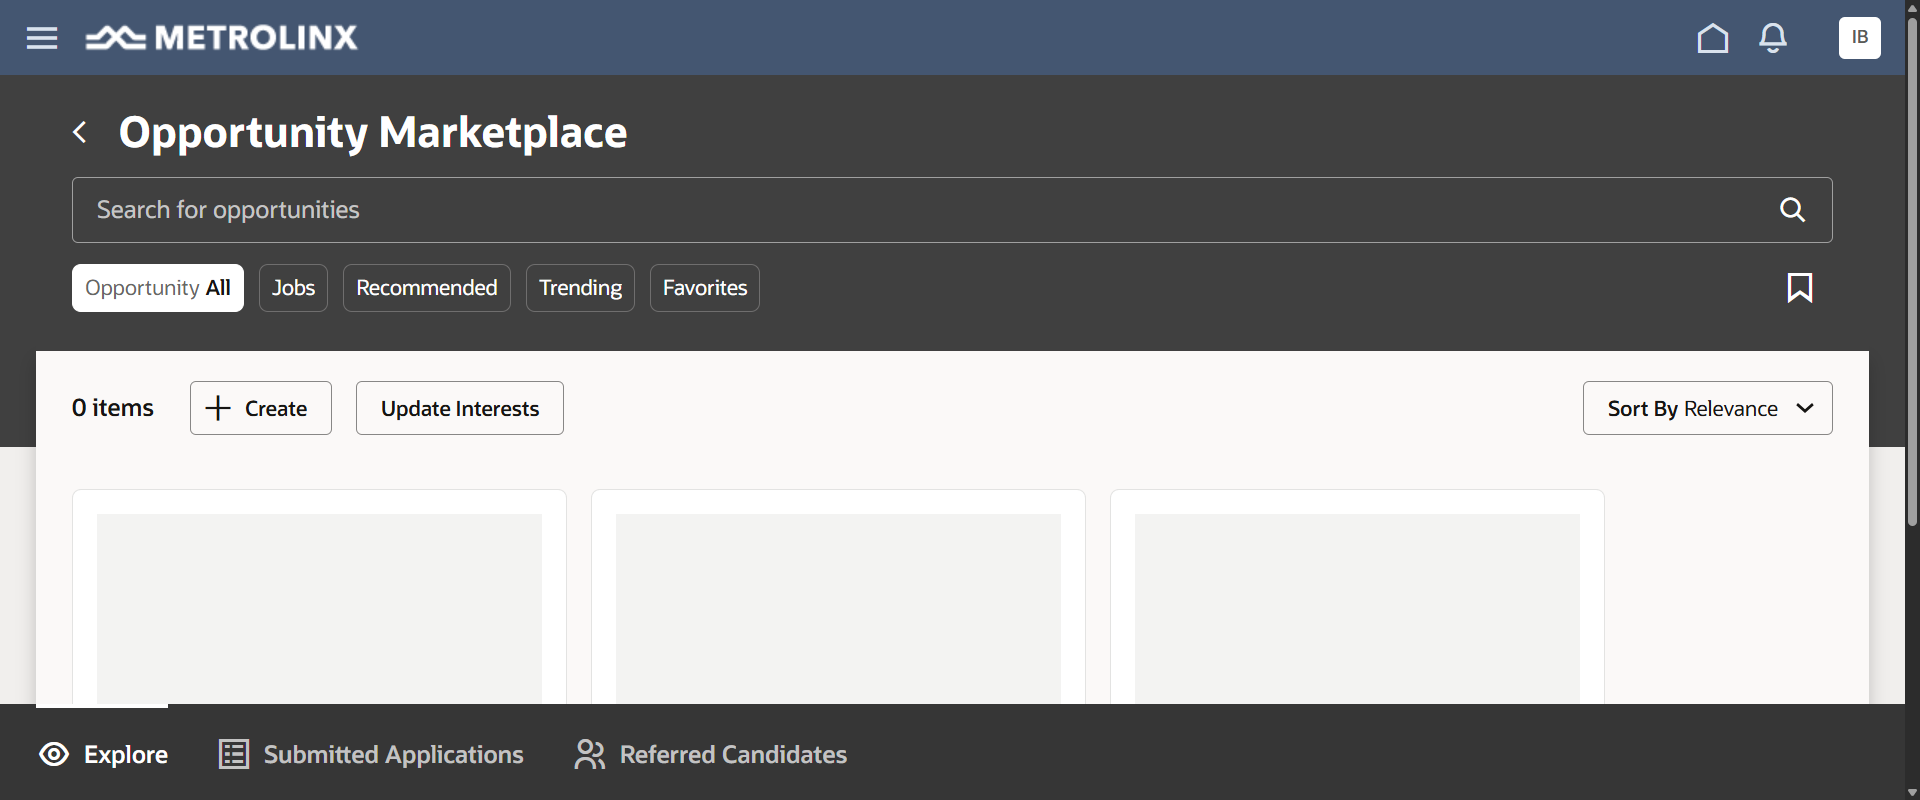 METROLINX
IB
Opportunity Marketplace
Search for opportunities
Opportunity All
Jobs
Recommended
Trending
Favorites
0 items
Create
Update Interests
Sort By Relevance
Explore
Submitted Applications
Referred Candidates